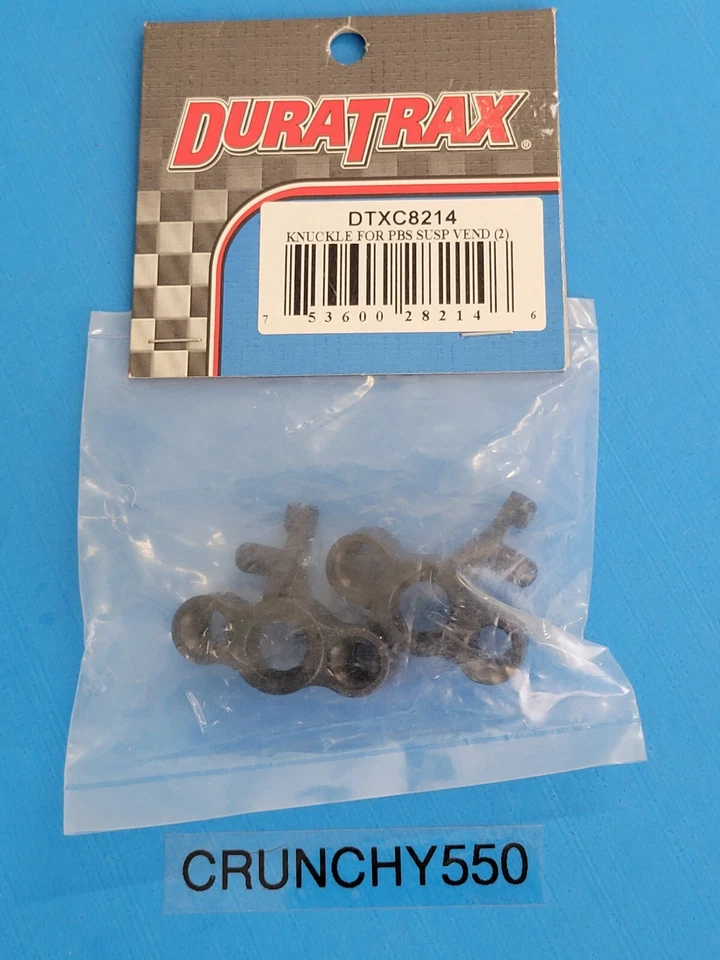 DURATRAX®
DTXC8214
KNUCKLE FOR PBS SUSP VEND (2)
7 53600 28214 6
CRUNCHY550